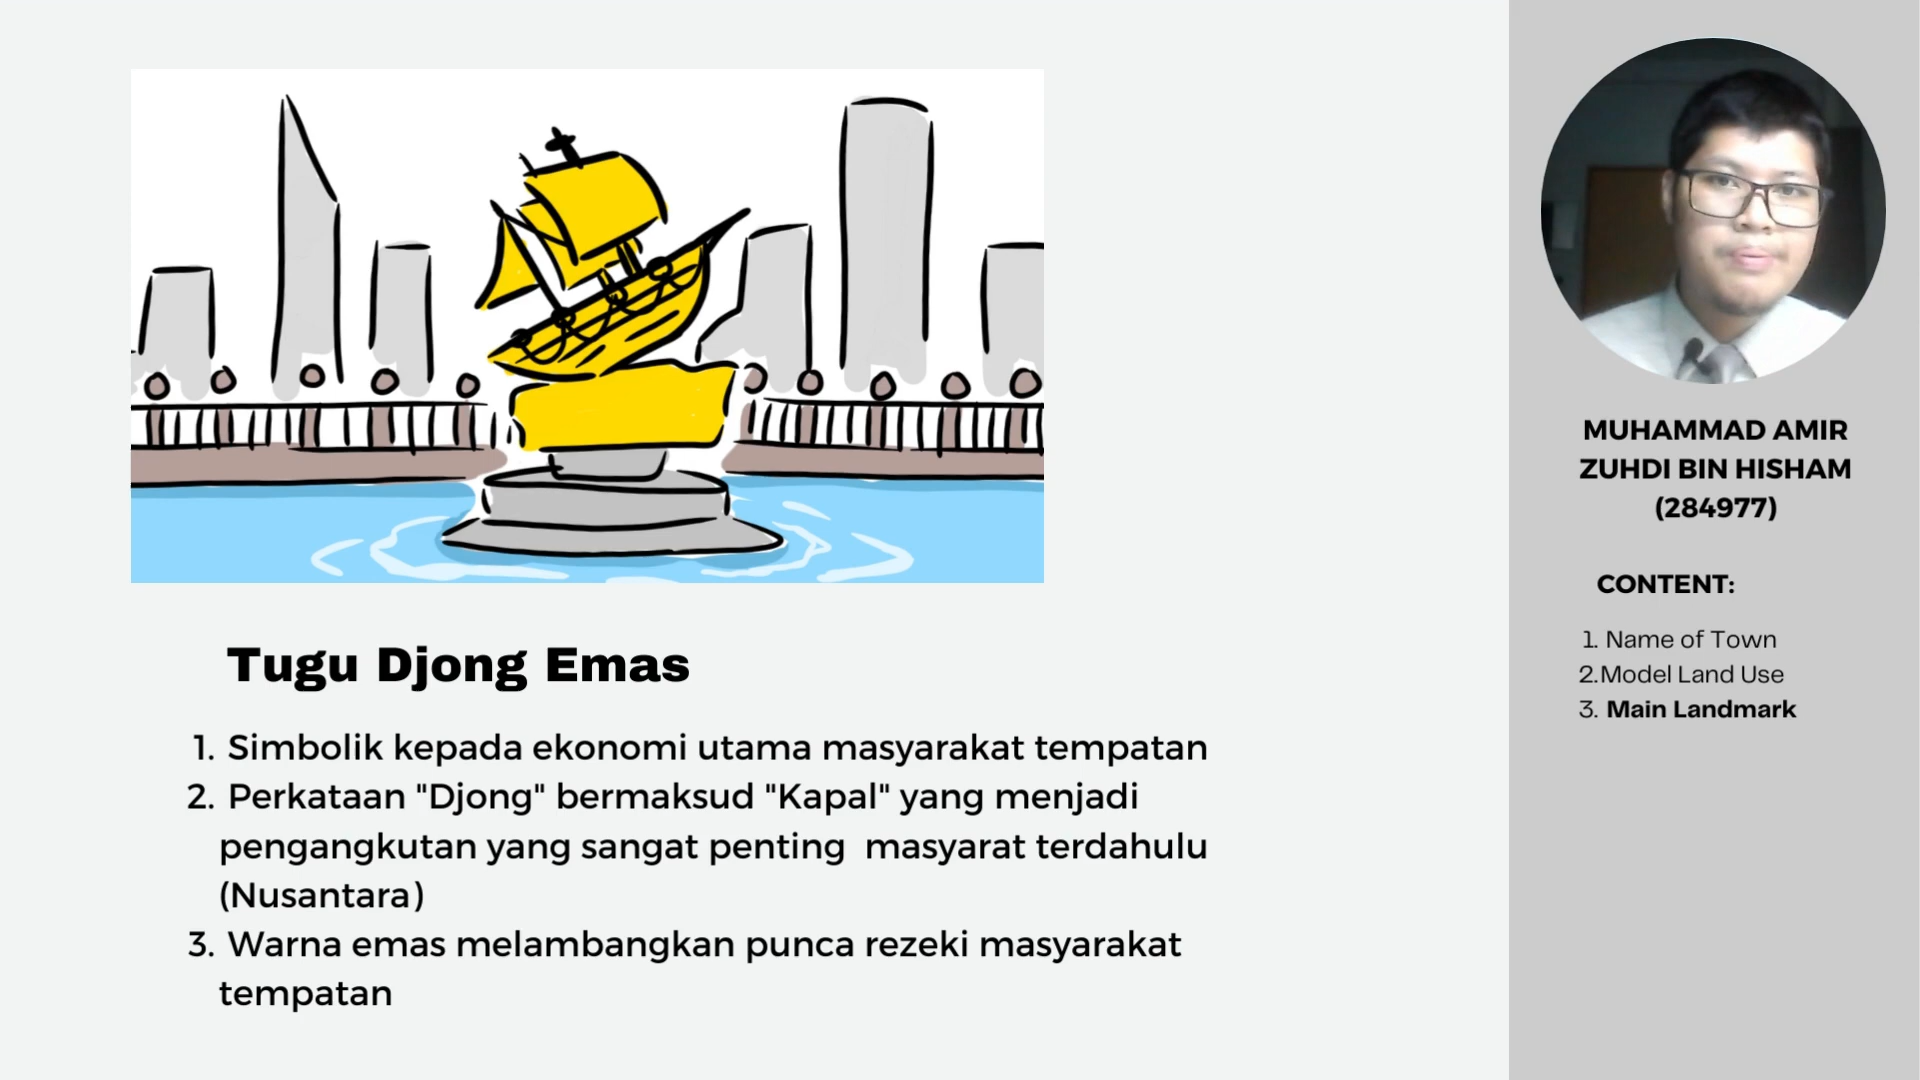 Tugu Djong Emas
1. Simbolik kepada ekonomi utama masyarakat tempatan
2. Perkataan "Djong" bermaksud "Kapal" yang menjadi
pengangkutan yang sangat penting  masyarat terdahulu
(Nusantara)
3. Warna emas melambangkan punca rezeki masyarakat
tempatan
MUHAMMAD AMIR
ZUHDI BIN HISHAM
(284977)
CONTENT:
1. Name of Town
2.Model Land Use
3. Main Landmark